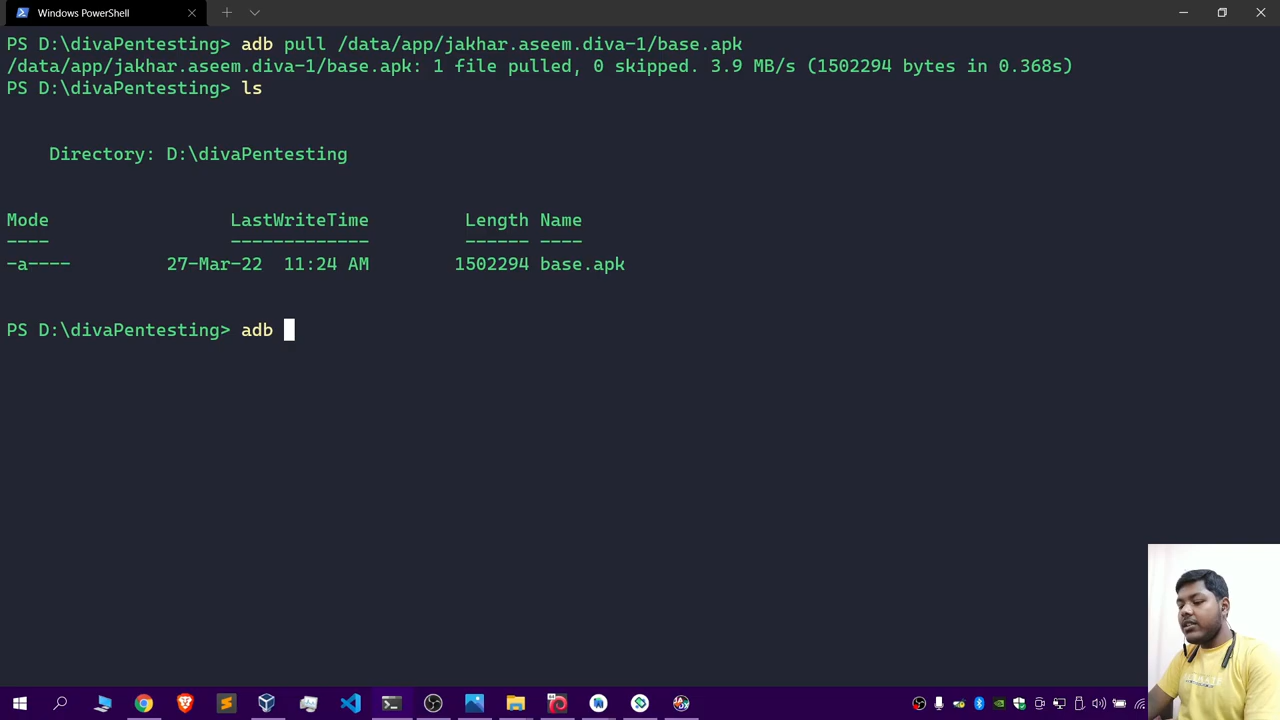 Windows PowerShell
PS D:\divaPentesting> adb pull /data/app/jakhar.aseem.diva-1/base.apk
/data/app/jakhar.aseem.diva-1/base.apk: 1 file pulled, 0 skipped. 3.9 MB/s (1502294 bytes in 0.368s)
PS D:\divaPentesting> ls
Directory: D:\divaPentesting
Mode LastWriteTime Length Name
---- ------------- ------ ----
-a---- 27-Mar-22 11:24 AM 1502294 base.apk
PS D:\divaPentesting> adb